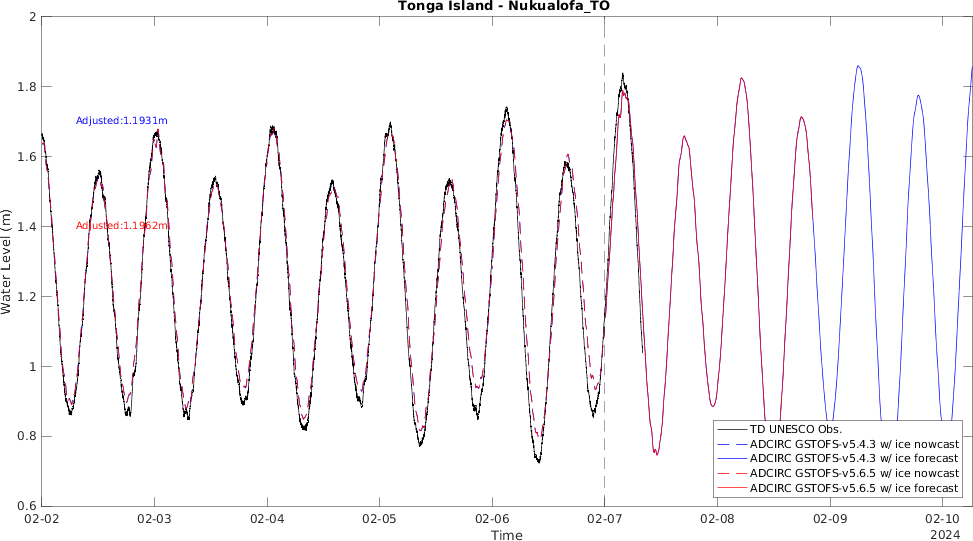 Tonga Island - Nukualofa_TO
2
1.8
1.6
1.4
1.2
1
0.8
0.6
Water Level (m)
Adjusted:1.1931m
Adjusted:1.1962m
TD UNESCO Obs.
ADCIRC GSTOFS-v5.4.3 w/ ice nowcast
ADCIRC GSTOFS-v5.4.3 w/ ice forecast
ADCIRC GSTOFS-v5.6.5 w/ ice nowcast
ADCIRC GSTOFS-v5.6.5 w/ ice forecast
02-02 02-03 02-04 02-05 02-06 02-07 02-08 02-09 02-10
Time
2024